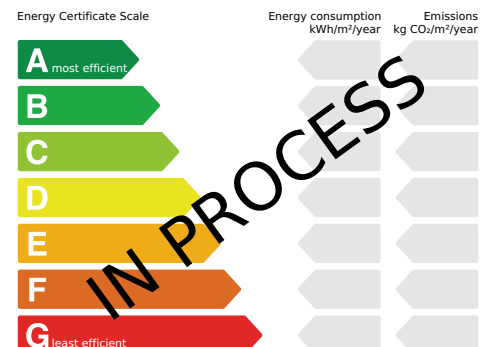 Energy Certificate Scale
Energy consumption
kWh/m²/year
Emissions
kg CO₂/m²/year
A most efficient
B
C
D
E
F
G least efficient
IN PROCESS